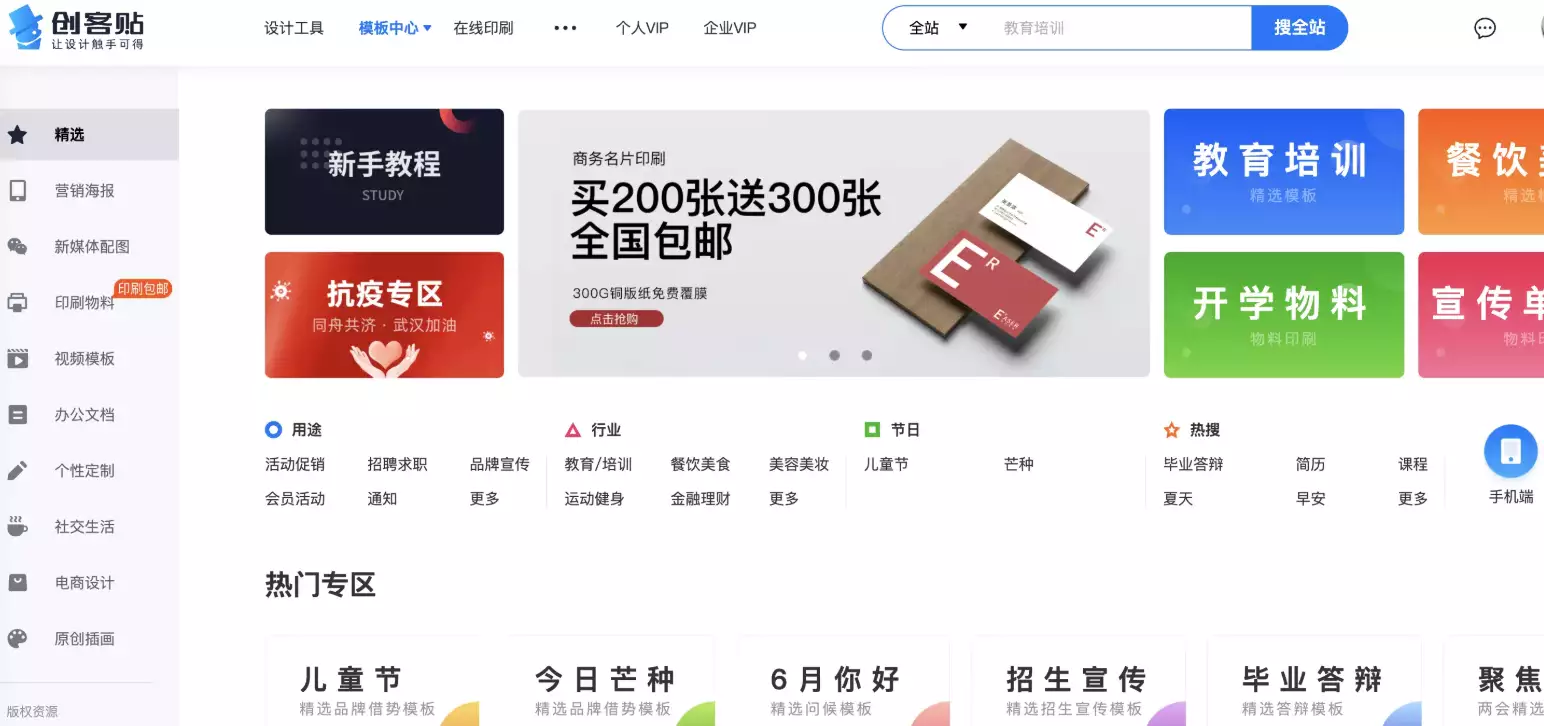 创客贴
让设计触手可得
设计工具 模板中心 在线印刷 ••• 个人VIP 企业VIP
全站 教育培训 搜全站
精选
营销海报
新媒体配图
印刷物料 印刷包邮
视频模板
办公文档
个性定制
社交生活
电商设计
原创插画
版权资源
新手教程
STUDY
抗疫专区
同舟共济 · 武汉加油
商务名片印刷
买200张送300张
全国包邮
300G铜版纸免费覆膜
点击抢购
E R
E
教育培训
精选模板
开学物料
物料印刷
餐饮
精选模
宣传单
物料印
用途
活动促销 招聘求职 品牌宣传
会员活动 通知 更多
行业
教育/培训 餐饮美食 美容美妆
运动健身 金融理财 更多
节日
儿童节 芒种
热搜
毕业答辩 简历 课程
夏天 早安 更多
手机端
热门专区
儿童节
精选品牌借势模板
今日芒种
精选品牌借势模板
6月你好
精选问候模板
招生宣传
精选招生宣传模板
毕业答辩
精选答辩模板
聚焦
两会精选